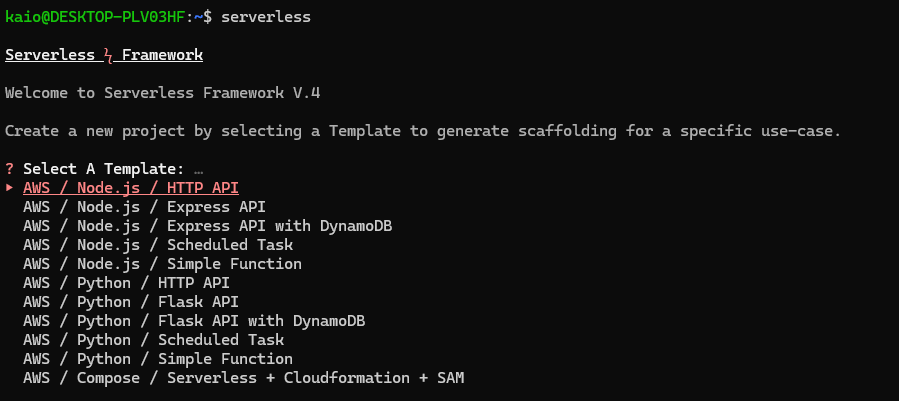 kaio@DESKTOP-PLV03HF:~$ serverless
Serverless ϟ Framework
Welcome to Serverless Framework V.4
Create a new project by selecting a Template to generate scaffolding for a specific use-case.
? Select A Template: …
▸ AWS / Node.js / HTTP API
AWS / Node.js / Express API
AWS / Node.js / Express API with DynamoDB
AWS / Node.js / Scheduled Task
AWS / Node.js / Simple Function
AWS / Python / HTTP API
AWS / Python / Flask API
AWS / Python / Flask API with DynamoDB
AWS / Python / Scheduled Task
AWS / Python / Simple Function
AWS / Compose / Serverless + Cloudformation + SAM